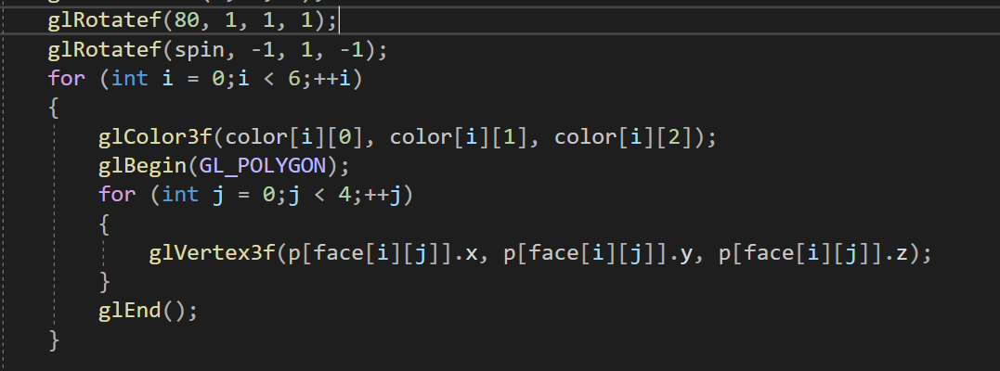 glRotatef(80, 1, 1, 1);
glRotatef(spin, -1, 1, -1);
for (int i = 0;i < 6;++i)
{
glColor3f(color[i][0], color[i][1], color[i][2]);
glBegin(GL_POLYGON);
for (int j = 0;j < 4;++j)
{
glVertex3f(p[face[i][j]].x, p[face[i][j]].y, p[face[i][j]].z);
}
glEnd();
}